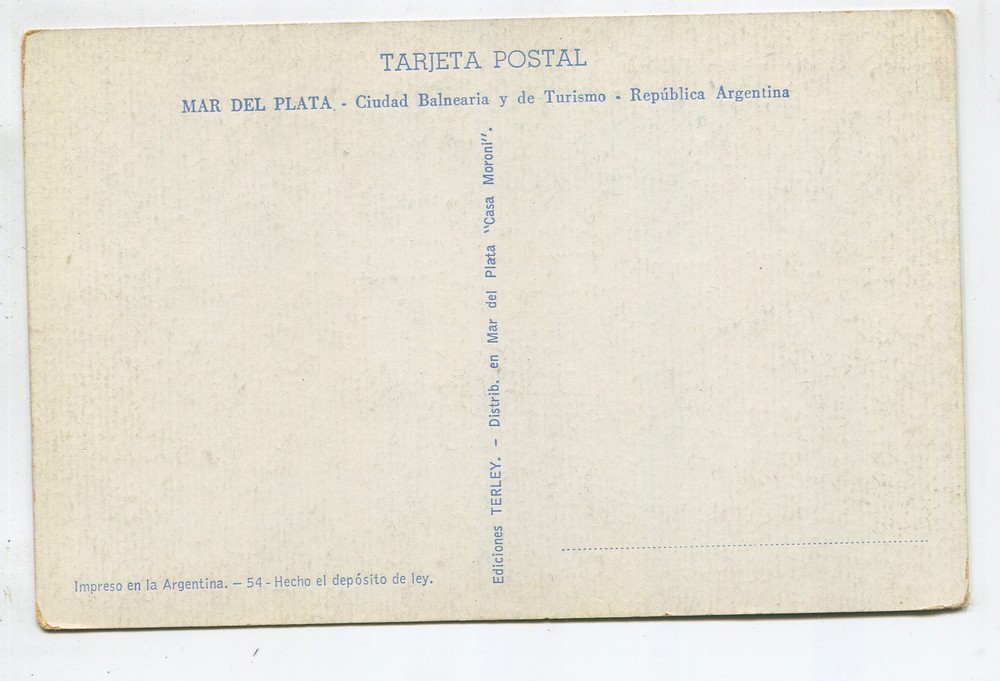 TARJETA POSTAL
MAR DEL PLATA. - Ciudad Balnearia y de Turismo - República Argentina
Ediciones TERLEY. - Distrib. en Mar del Plata "Casa Moroni".
Impreso en la Argentina. - 54 - Hecho el depósito de ley.